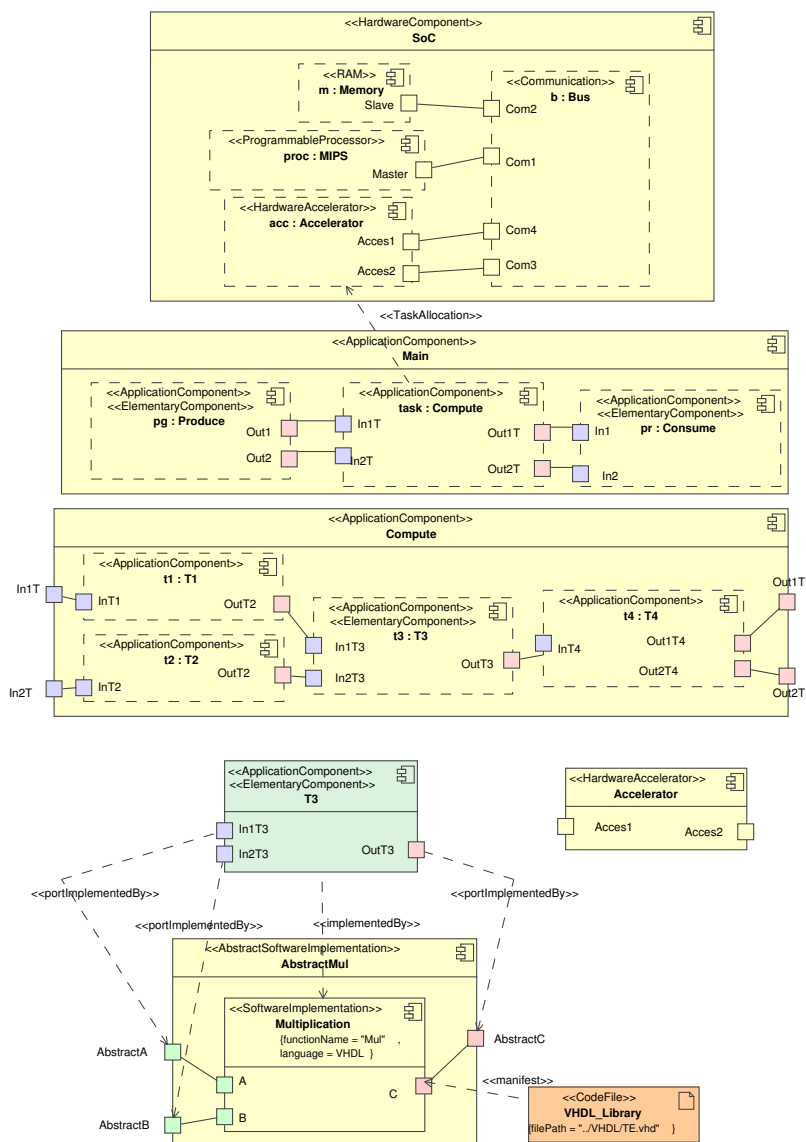 <<HardwareComponent>>
SoC
<<RAM>>
m : Memory
Slave
<<Communication>>
b : Bus
Com2
<<ProgrammableProcessor>>
proc : MIPS
Master
Com1
<<HardwareAccelerator>>
acc : Accelerator
Acces1
Com4
Acces2
Com3
<<TaskAllocation>>
<<ApplicationComponent>>
Main
<<ApplicationComponent>>
<<ElementaryComponent>>
pg : Produce
Out1
Out2
<<ApplicationComponent>>
task : Compute
In1T
In2T
Out1T
Out2T
<<ApplicationComponent>>
<<ElementaryComponent>>
pr : Consume
In1
In2
<<ApplicationComponent>>
Compute
In1T
In2T
<<ApplicationComponent>>
t1 : T1
InT1
OutT2
<<ApplicationComponent>>
t2 : T2
InT2
OutT2
<<ApplicationComponent>>
<<ElementaryComponent>>
t3 : T3
In1T3
In2T3
OutT3
<<ApplicationComponent>>
t4 : T4
InT4
Out1T4
Out2T4
Out1T
Out2T
<<ApplicationComponent>>
<<ElementaryComponent>>
T3
In1T3
In2T3
OutT3
<<HardwareAccelerator>>
Accelerator
Acces1
Acces2
<<portImplementedBy>>
<<portImplementedBy>>
<<implementedBy>>
<<portImplementedBy>>
<<AbstractSoftwareImplementation>>
AbstractMul
<<SoftwareImplementation>>
Multiplication
{functionName = "Mul" ,
language = VHDL }
AbstractA
AbstractB
A
B
C
AbstractC
<<manifest>>
<<CodeFile>>
VHDL_Library
{filePath = "../VHDL/TE.vhd" }